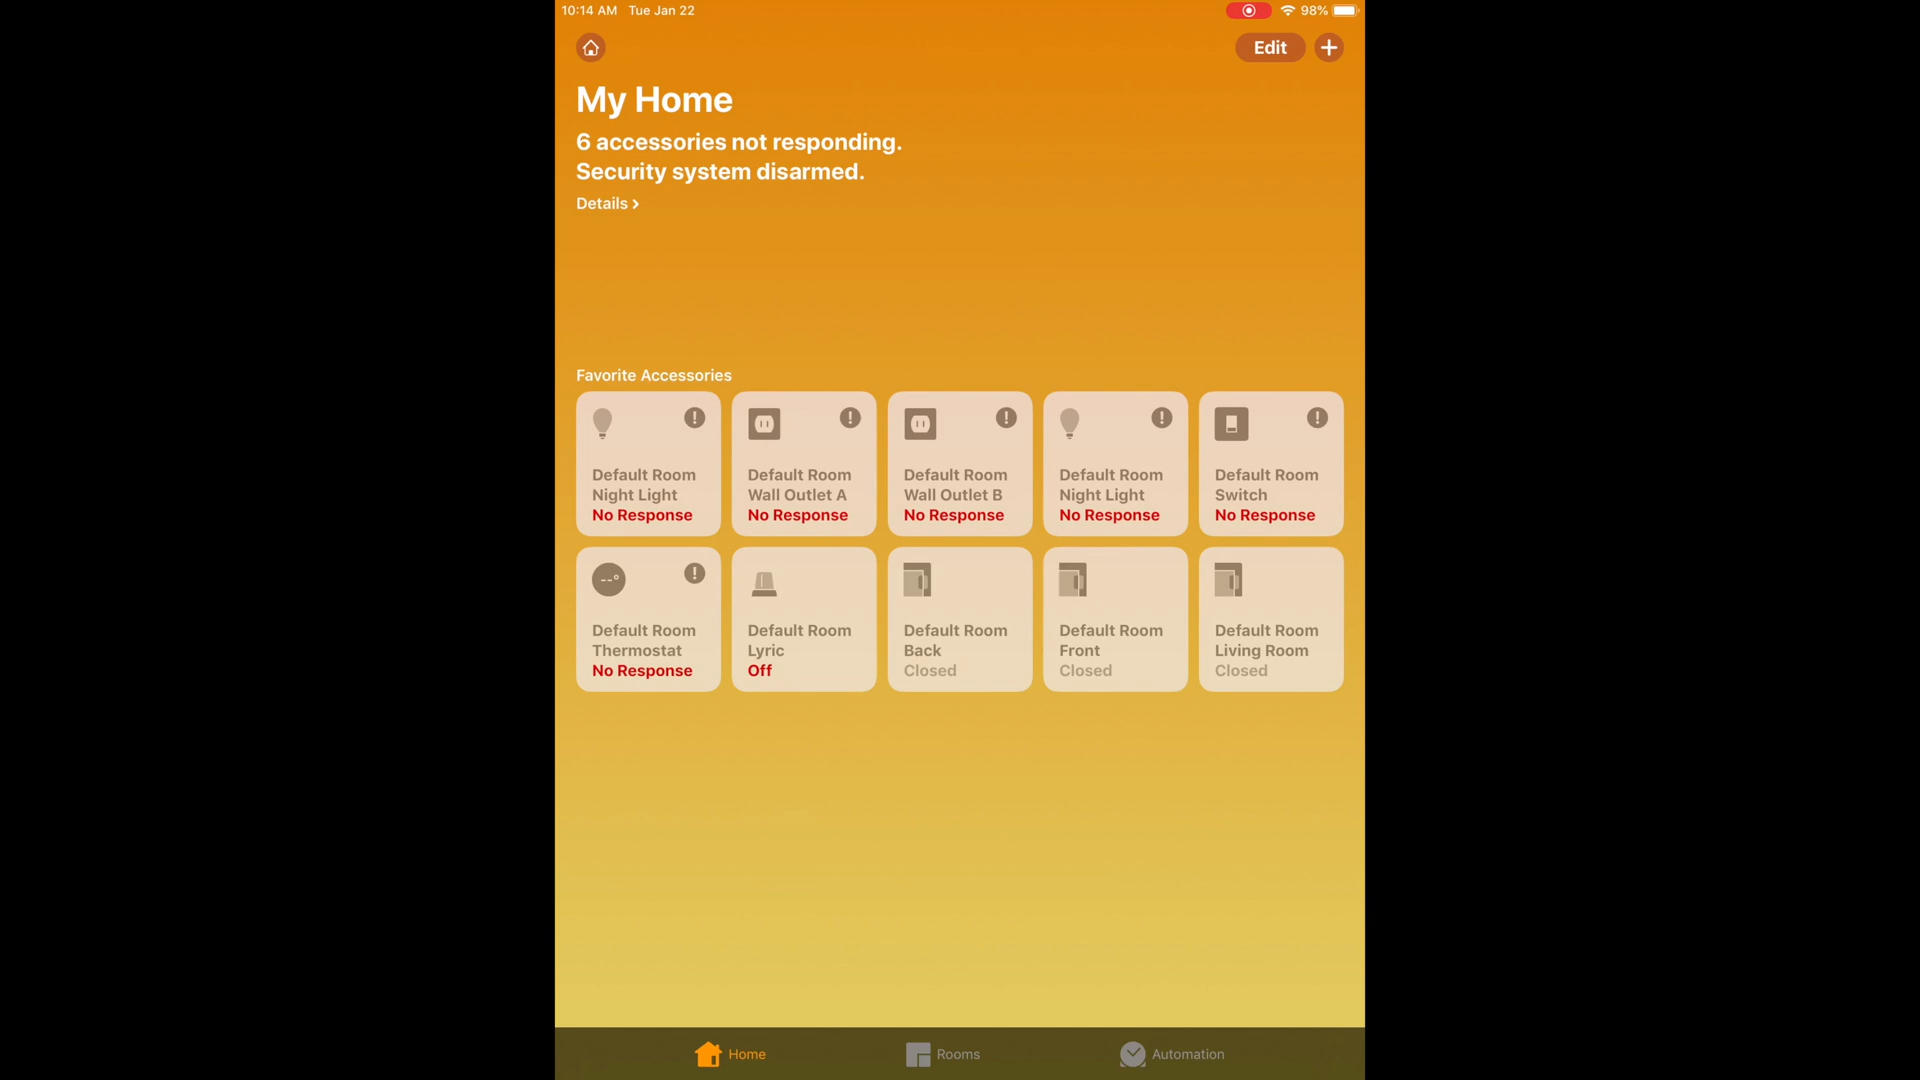 10:14 AM Tue Jan 22
98%
Edit
My Home
6 accessories not responding.
Security system disarmed.
Details
Favorite Accessories
Default Room
Night Light
No Response
Default Room
Wall Outlet A
No Response
Default Room
Wall Outlet B
No Response
Default Room
Night Light
No Response
Default Room
Switch
No Response
--°
Default Room
Thermostat
No Response
Default Room
Lyric
Off
Default Room
Back
Closed
Default Room
Front
Closed
Default Room
Living Room
Closed
Home
Rooms
Automation